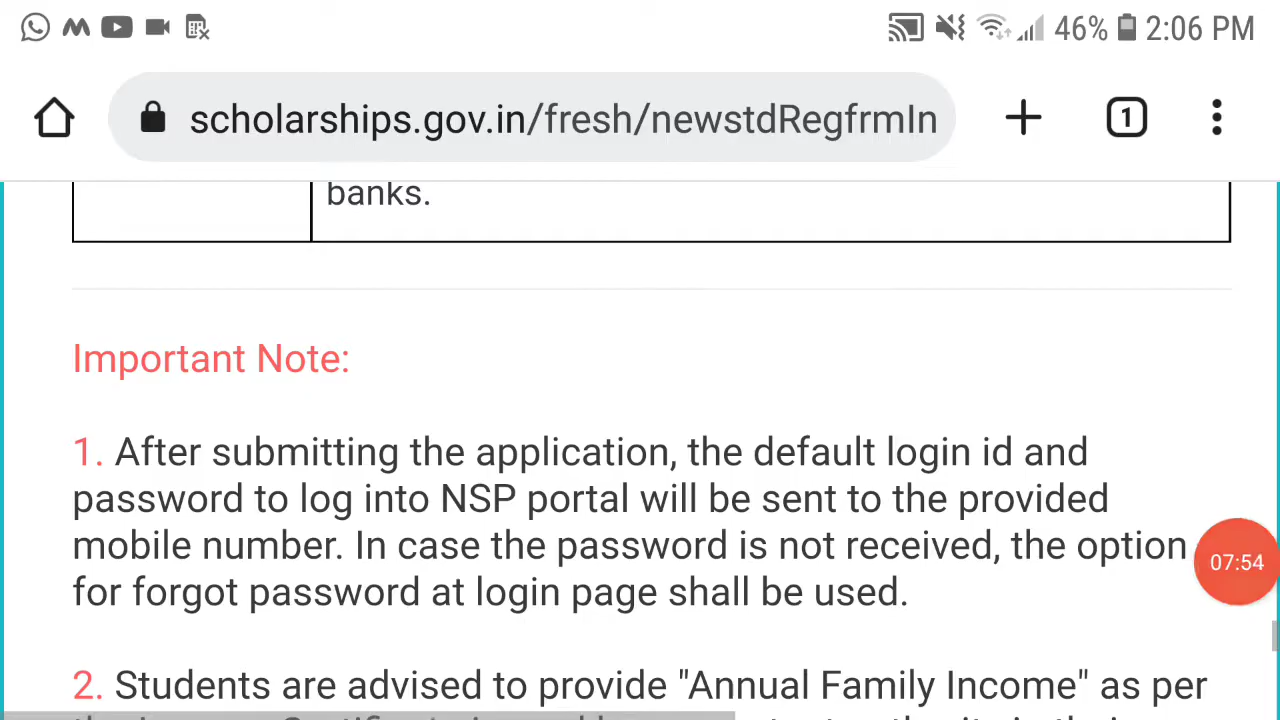 46% 2:06 PM
scholarships.gov.in/fresh/newstdRegfrmIn
1
banks.
Important Note:
1. After submitting the application, the default login id and
password to log into NSP portal will be sent to the provided
mobile number. In case the password is not received, the option
for forgot password at login page shall be used.
07:54
2. Students are advised to provide "Annual Family Income" as per